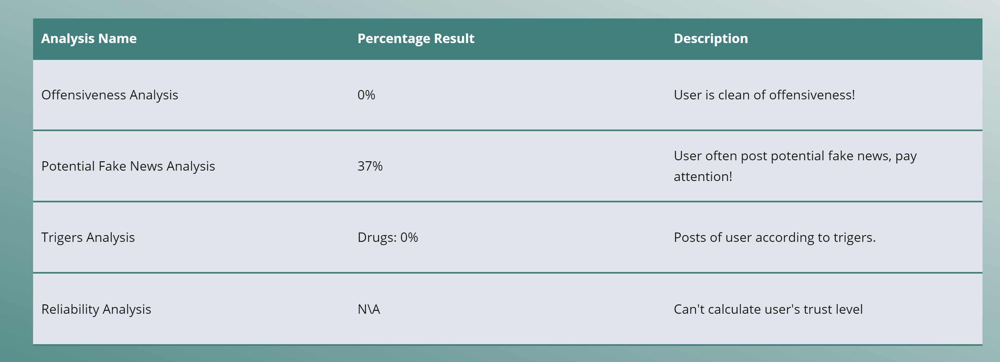 Analysis Name Percentage Result Description
Offensiveness Analysis 0% User is clean of offensiveness!
Potential Fake News Analysis 37% User often post potential fake news, pay
attention!
Trigers Analysis Drugs: 0% Posts of user according to trigers.
Reliability Analysis N\A Can't calculate user's trust level